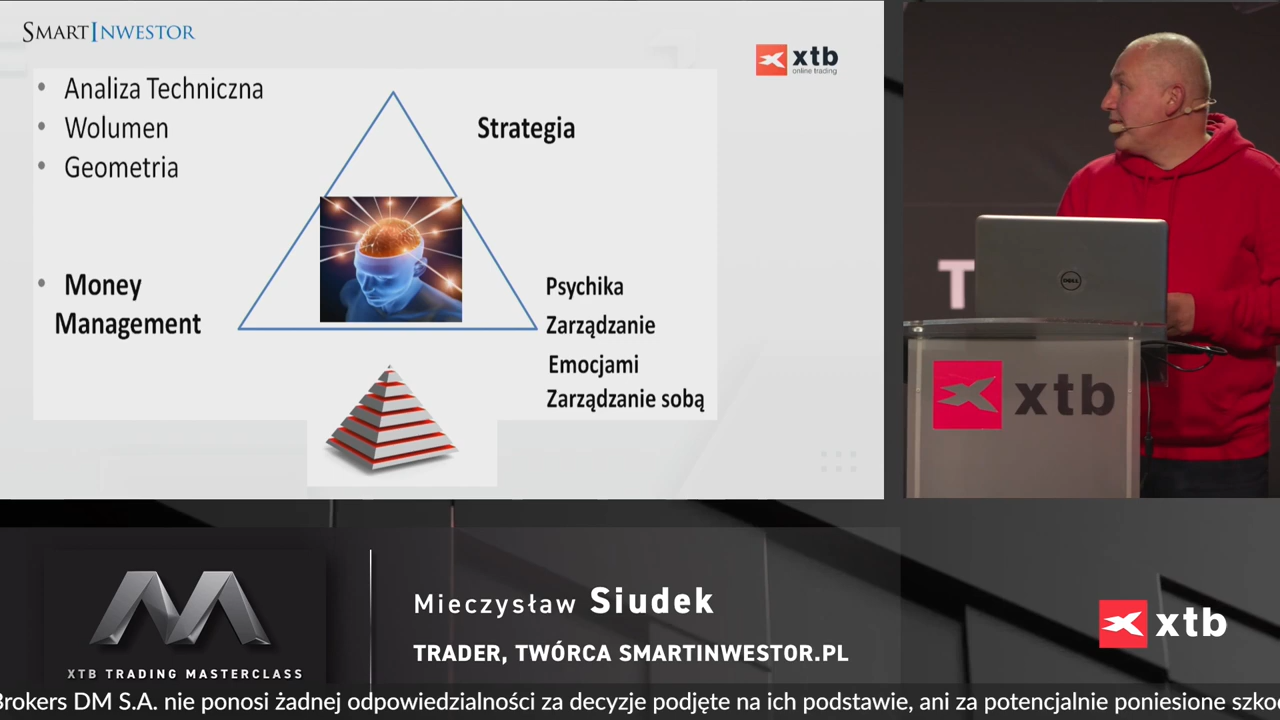 SMARTINWESTOR
xtb
online trading
• Analiza Techniczna
• Wolumen
• Geometria
Strategia
• Money
Management
Psychika
Zarządzanie
Emocjami
Zarządzanie sobą
T
DELL
xtb
Mieczysław Siudek
TRADER, TWÓRCA SMARTINWESTOR.PL
XTB TRADING MASTERCLASS
xtb
Brokers DM S.A. nie ponosi żadnej odpowiedzialności za decyzje podjęte na ich podstawie, ani za potencjalnie poniesione szko